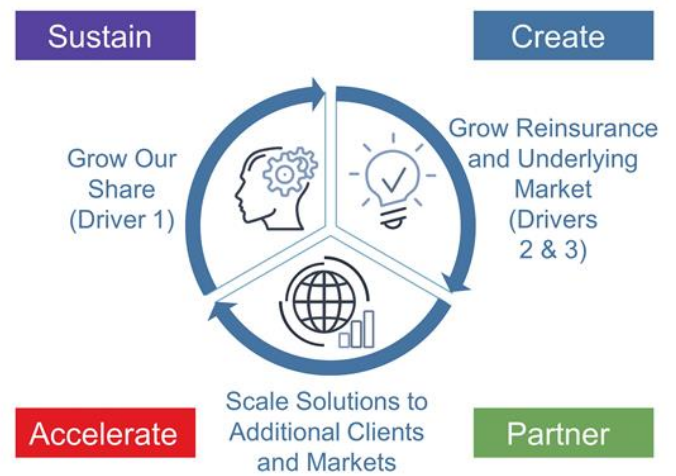 Sustain
Create
Grow Our
Share
(Driver 1)
Grow Reinsurance
and Underlying
Market
(Drivers
2 & 3)
Scale Solutions to
Additional Clients
and Markets
Accelerate
Partner